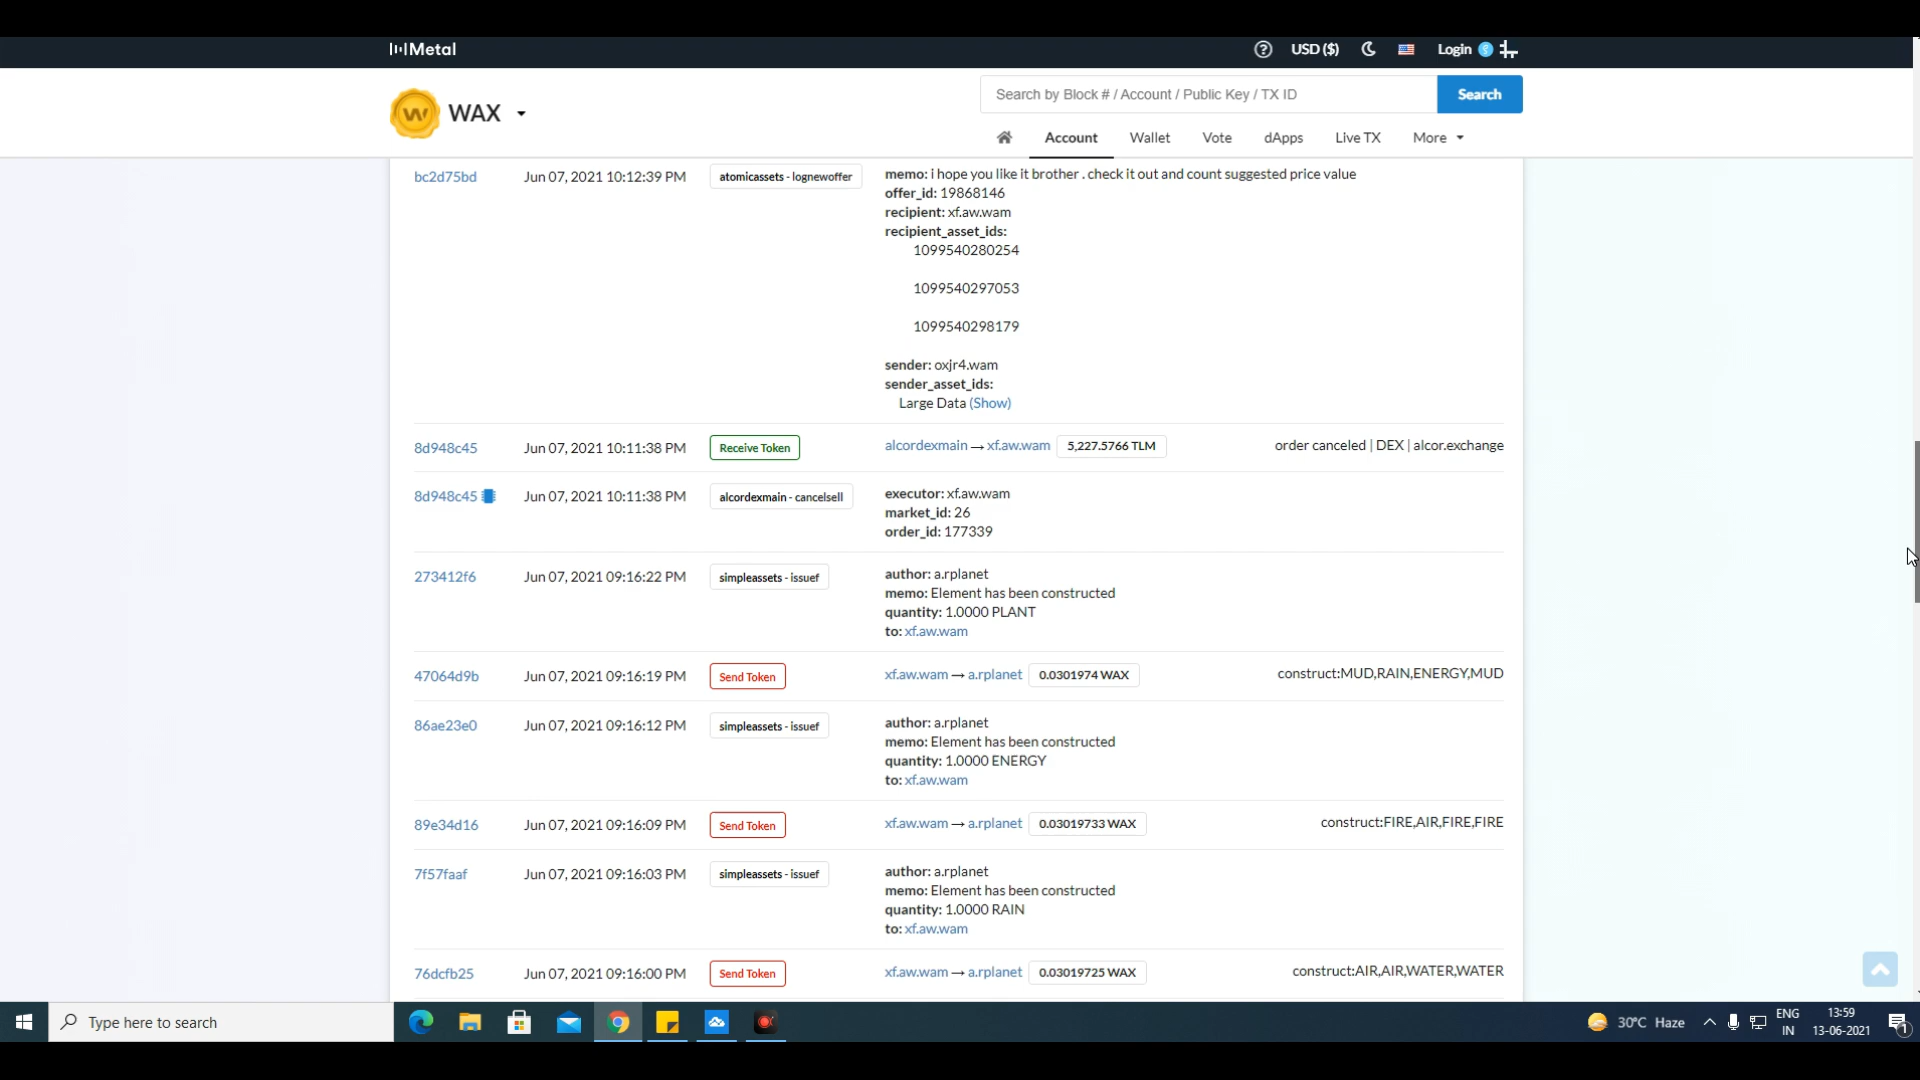 Metal
USD ($)
Login
WAX
Search by Block # / Account / Public Key / TX ID
Search
Account
Wallet
Vote
dApps
Live TX
More
bc2d75bd Jun 07, 2021 10:12:39 PM atomicassets - lognewoffer memo: i hope you like it brother . check it out and count suggested price value
offer_id: 19868146
recipient: xf.aw.wam
recipient_asset_ids:
1099540280254
1099540297053
1099540298179
sender: oxjr4.wam
sender_asset_ids:
Large Data (Show)
8d948c45 Jun 07, 2021 10:11:38 PM Receive Token alcordexmain → xf.aw.wam 5,227.5766 TLM order canceled | DEX | alcor.exchange
8d948c45 Jun 07, 2021 10:11:38 PM alcordexmain - cancelsell executor: xf.aw.wam
market_id: 26
order_id: 177339
273412f6 Jun 07, 2021 09:16:22 PM simpleassets - issuef author: a.rplanet
memo: Element has been constructed
quantity: 1.0000 PLANT
to: xf.aw.wam
47064d9b Jun 07, 2021 09:16:19 PM Send Token xf.aw.wam → a.rplanet 0.0301974 WAX construct:MUD,RAIN,ENERGY,MUD
86ae23e0 Jun 07, 2021 09:16:12 PM simpleassets - issuef author: a.rplanet
memo: Element has been constructed
quantity: 1.0000 ENERGY
to: xf.aw.wam
89e34d16 Jun 07, 2021 09:16:09 PM Send Token xf.aw.wam → a.rplanet 0.03019733 WAX construct:FIRE,AIR,FIRE,FIRE
7f57faaf Jun 07, 2021 09:16:03 PM simpleassets - issuef author: a.rplanet
memo: Element has been constructed
quantity: 1.0000 RAIN
to: xf.aw.wam
76dcfb25 Jun 07, 2021 09:16:00 PM Send Token xf.aw.wam → a.rplanet 0.03019725 WAX construct:AIR,AIR,WATER,WATER
Type here to search
30°C Haze
ENG
IN
13:59
13-06-2021
1